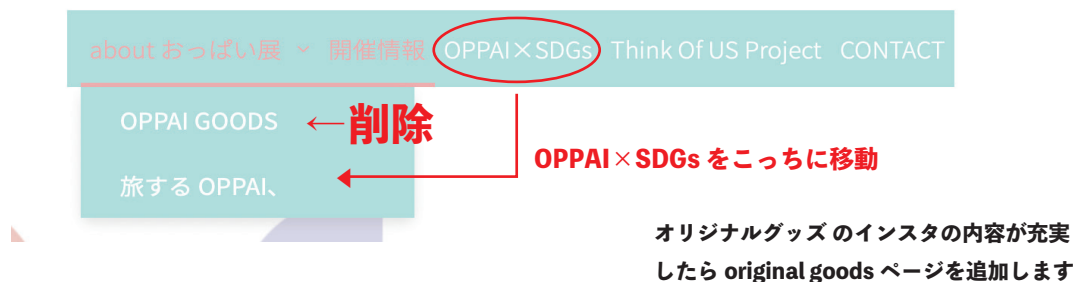 about おっぱい展 開催情報 OPPAI×SDGs Think Of US Project CONTACT
OPPAI GOODS ←削除
OPPAI×SDGs をこっちに移動
旅する OPPAI、
オリジナルグッズ のインスタの内容が充実
したら original goods ページを追加します